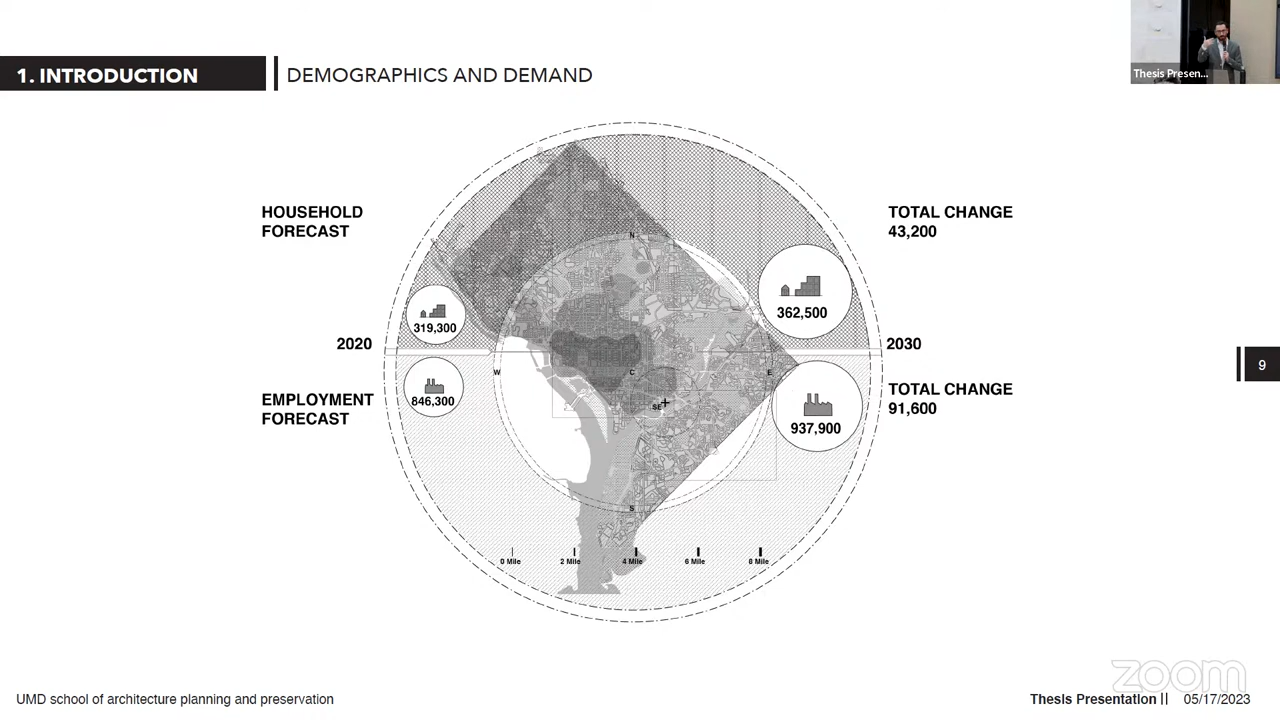 1. INTRODUCTION
DEMOGRAPHICS AND DEMAND
Thesis Presen...
HOUSEHOLD
FORECAST
TOTAL CHANGE
43,200
N
319,300
362,500
2020
2030
W
C
E
SE
846,300
937,900
EMPLOYMENT
FORECAST
TOTAL CHANGE
91,600
9
S
0 Mile
2 Mile
4 Mile
6 Mile
8 Mile
zoom
UMD school of architecture planning and preservation
Thesis Presentation || 05/17/2023